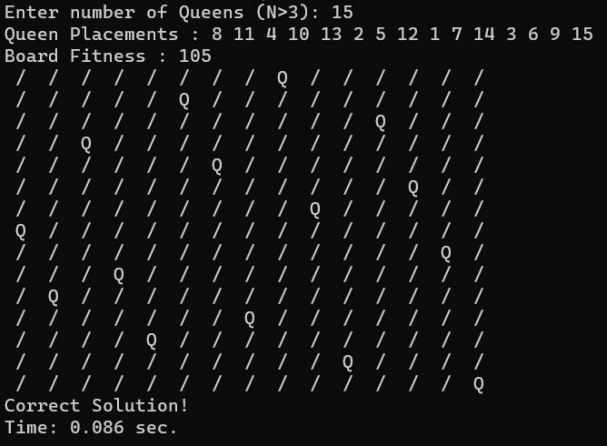 Enter number of Queens (N>3): 15
Queen Placements : 8 11 4 10 13 2 5 12 1 7 14 3 6 9 15
Board Fitness : 105
/ / / / / / / / Q / / / / / /
/ / / / / Q / / / / / / / / /
/ / / / / / / / / / / Q / / /
/ / Q / / / / / / / / / / / /
/ / / / / / Q / / / / / / / /
/ / / / / / / / / / / / Q / /
/ / / / / / / / / Q / / / / /
Q / / / / / / / / / / / / / /
/ / / / / / / / / / / / / Q /
/ / / Q / / / / / / / / / / /
/ Q / / / / / / / / / / / / /
/ / / / / / / Q / / / / / / /
/ / / / Q / / / / / / / / / /
/ / / / / / / / / / Q / / / /
/ / / / / / / / / / / / / / Q
Correct Solution!
Time: 0.086 sec.